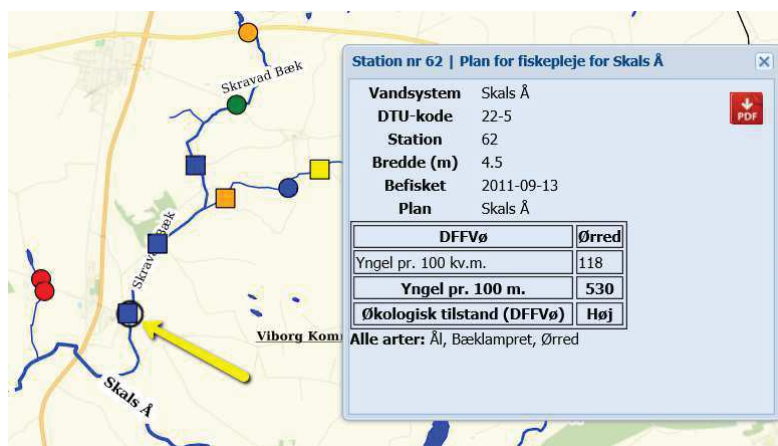 Skravad Bæk
Skravad Bæk
Viborg Kom
Skals Å
Station nr 62 | Plan for fiskepleje for Skals Å
PDF
Vandsystem Skals Å
DTU-kode 22-5
Station 62
Bredde (m) 4.5
Befisket 2011-09-13
Plan Skals Å
DFFVø Ørred
Yngel pr. 100 kv.m. 118
Yngel pr. 100 m. 530
Økologisk tilstand (DFFVø) Høj
Alle arter: Ål, Bæklampret, Ørred